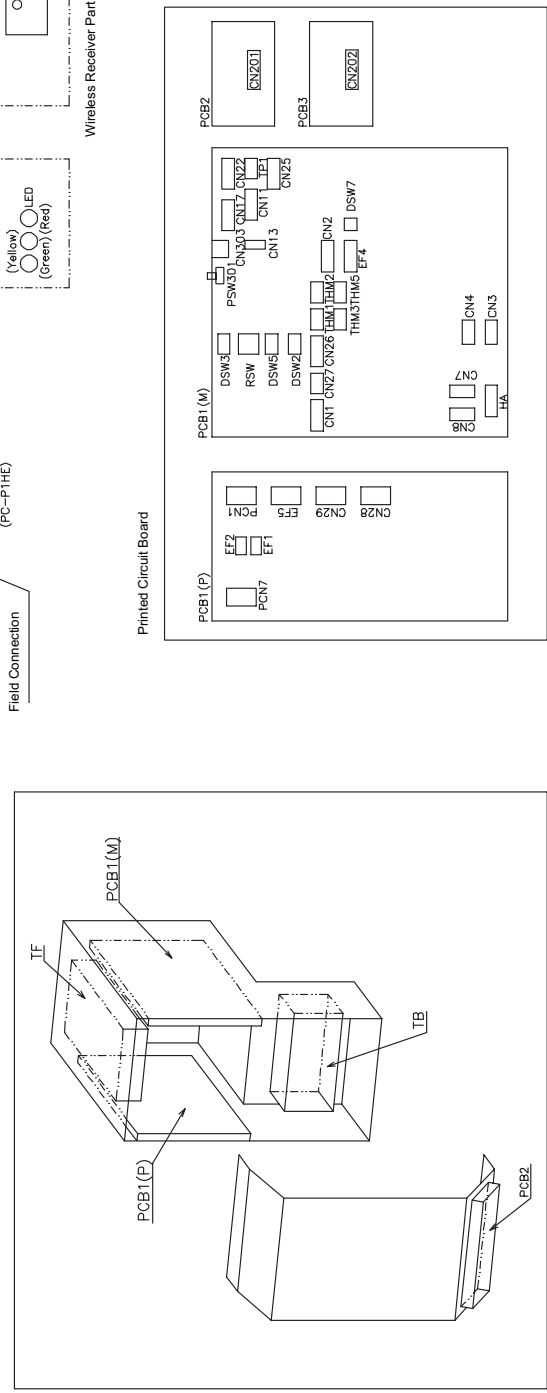 (PC-P1HE)
Field Connection
(Yellow)
LED
(Green)
(Red)
Wireless Receiver Part
Printed Circuit Board
PCB1(P)
PCN7
EF2
EF1
PCN1
EF5
CN29
CN28
PCB1(M)
DSW3
RSW
DSW5
DSW2
PSW3D1
CN303
CN13
CN17
CN11
CN22
TP1
CN25
CN1
CN27
CN26
THM1
THM2
THM3
THM5
CN2
EF4
DSW7
CN8
CN7
HA
CN4
CN3
PCB2
CN201
PCB3
CN202
TF
PCB1(M)
PCB1(P)
TB
PCB2